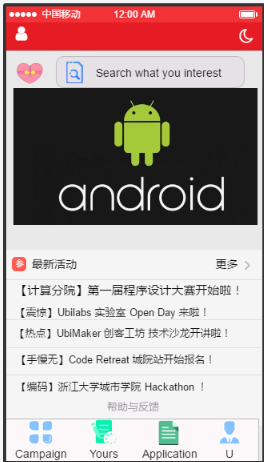 中国移动 12:00 AM
Search what you interest
android
参 最新活动 更多
【计算分院】第一届程序设计大赛开始啦！
【震惊】Ubilabs 实验室 Open Day 来啦！
【热点】UbiMaker 创客工坊 技术沙龙开讲啦！
【手慢无】Code Retreat 城院站开始报名！
【编码】浙江大学城市学院 Hackathon ！
帮助与反馈
Campaign Yours Application U